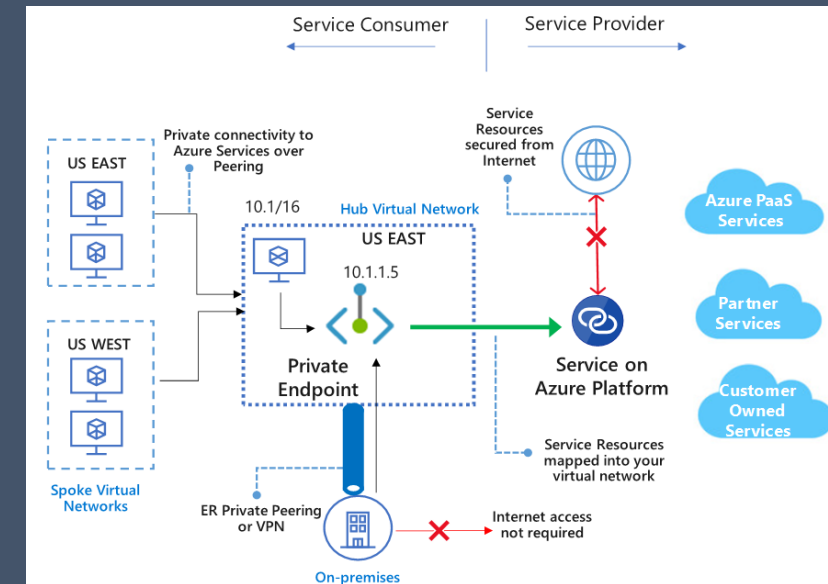 Service Consumer
Service Provider
Private connectivity to
Azure Services over
Peering
US EAST
10.1/16
Hub Virtual Network
US EAST
10.1.1.5
Private
Endpoint
US WEST
Spoke Virtual
Networks
ER Private Peering
or VPN
On-premises
Internet access
not required
Service
Resources
secured from
Internet
Service on
Azure Platform
Service Resources
mapped into your
virtual network
Azure PaaS
Services
Partner
Services
Customer
Owned
Services